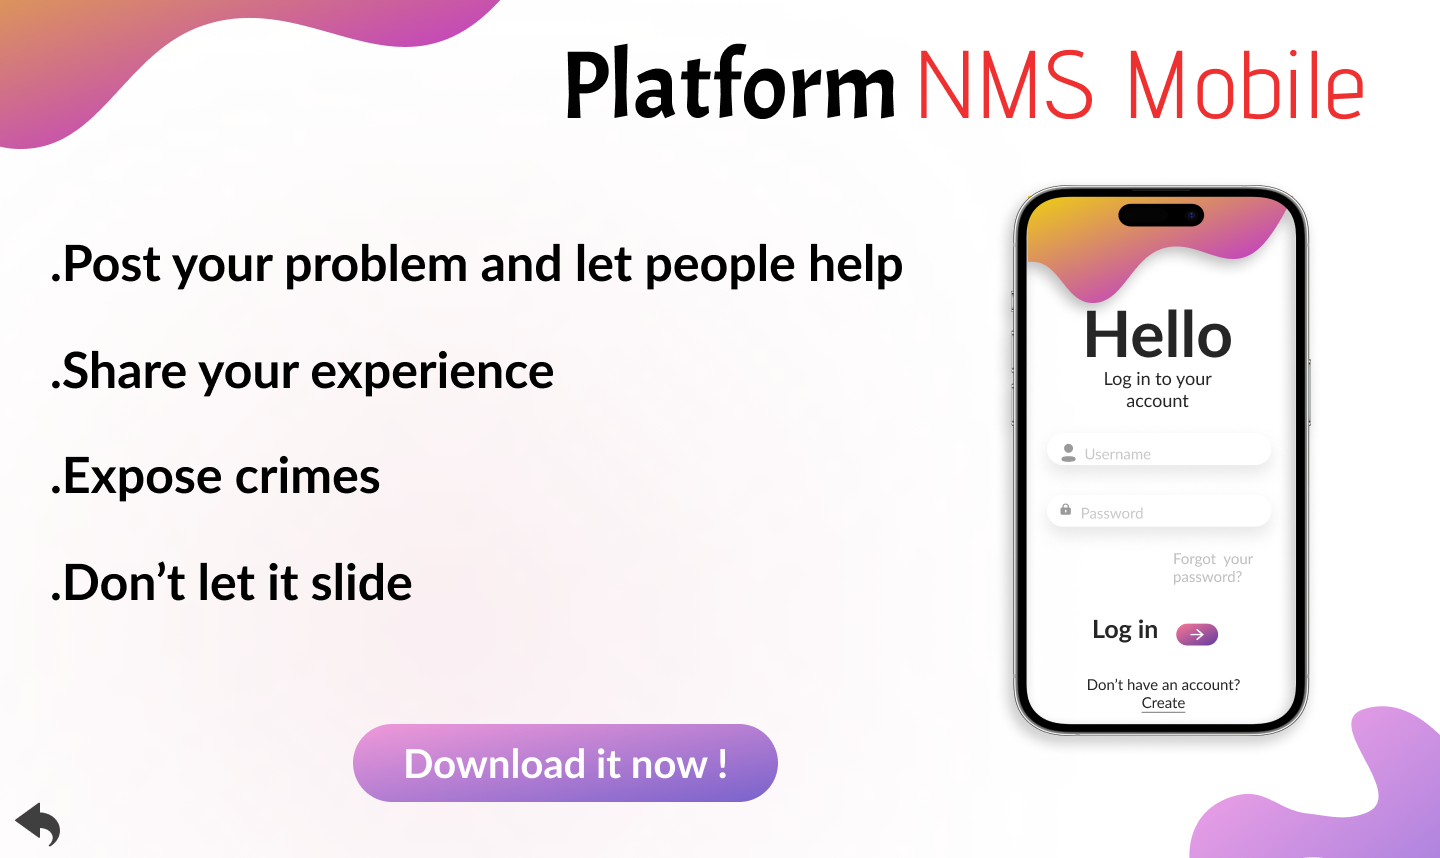 Platform NMS Mobile
.Post your problem and let people help
.Share your experience
.Expose crimes
.Don’t let it slide
Download it now !
Hello
Log in to your
account
Username
Password
Forgot your
password?
Log in
Don’t have an account?
Create